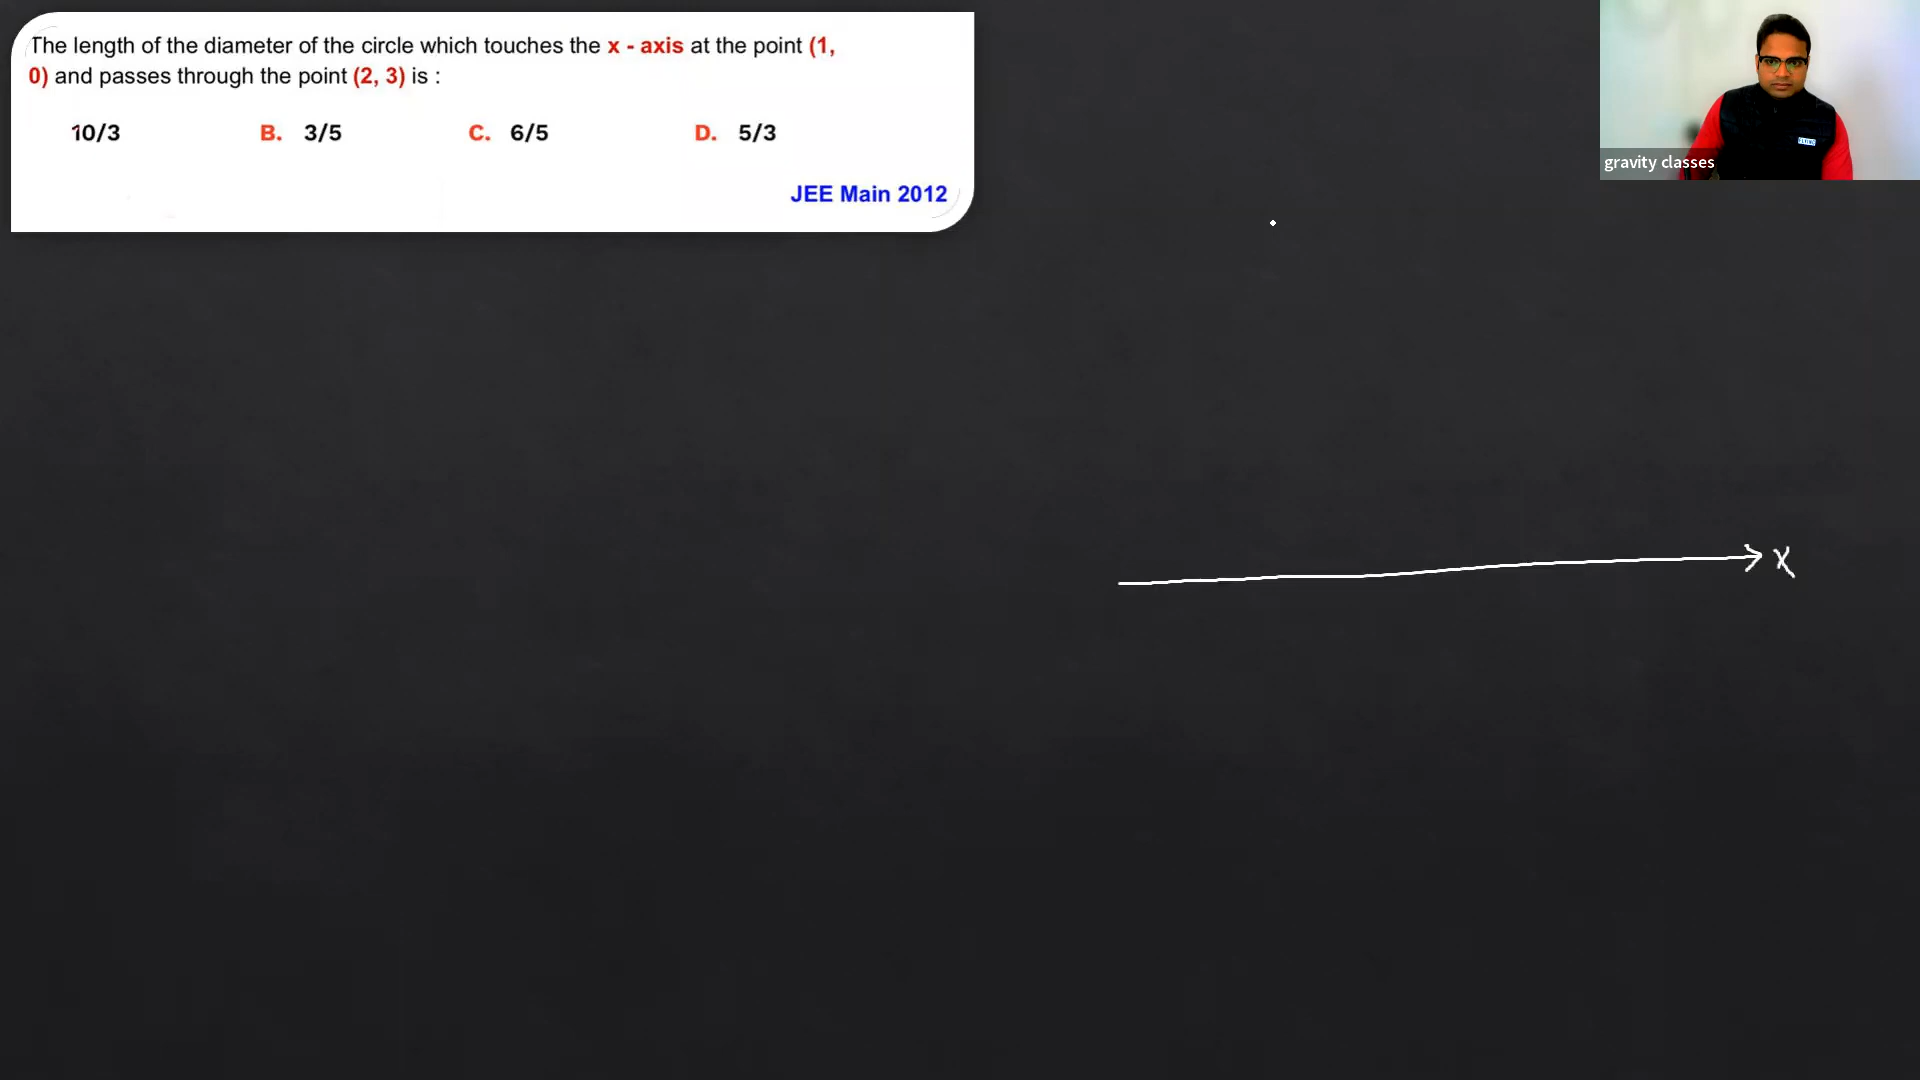 The length of the diameter of the circle which touches the x - axis at the point (1,
0) and passes through the point (2, 3) is :
10/3 B. 3/5 C. 6/5 D. 5/3
JEE Main 2012
gravity classes
X